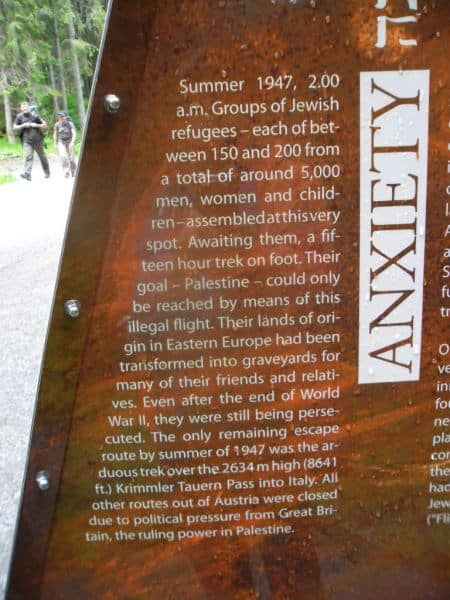 Summer 1947, 2.00
a.m. Groups of Jewish
refugees – each of bet-
ween 150 and 200 from
a total of around 5,000
men, women and child-
ren – assembled at this very
spot. Awaiting them, a fif-
teen hour trek on foot. Their
goal – Palestine – could only
be reached by means of this
illegal flight. Their lands of ori-
gin in Eastern Europe had been
transformed into graveyards for
many of their friends and relati-
ves. Even after the end of World
War II, they were still being perse-
cuted. The only remaining escape
route by summer of 1947 was the ar-
duous trek over the 2634 m high (8641
ft.) Krimmler Tauern Pass into Italy. All
other routes out of Austria were closed
due to political pressure from Great Bri-
tain, the ruling power in Palestine.
ANXIETY